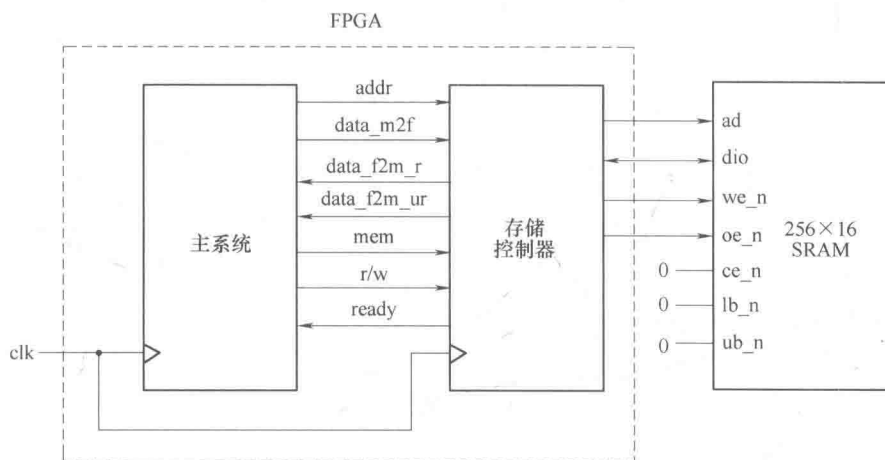 FPGA
addr
data_m2f
data_f2m_r
data_f2m_ur
mem
r/w
ready
主系统
存储
控制器
clk
ad
dio
we_n
oe_n
0 ce_n
0 lb_n
0 ub_n
256×16
SRAM